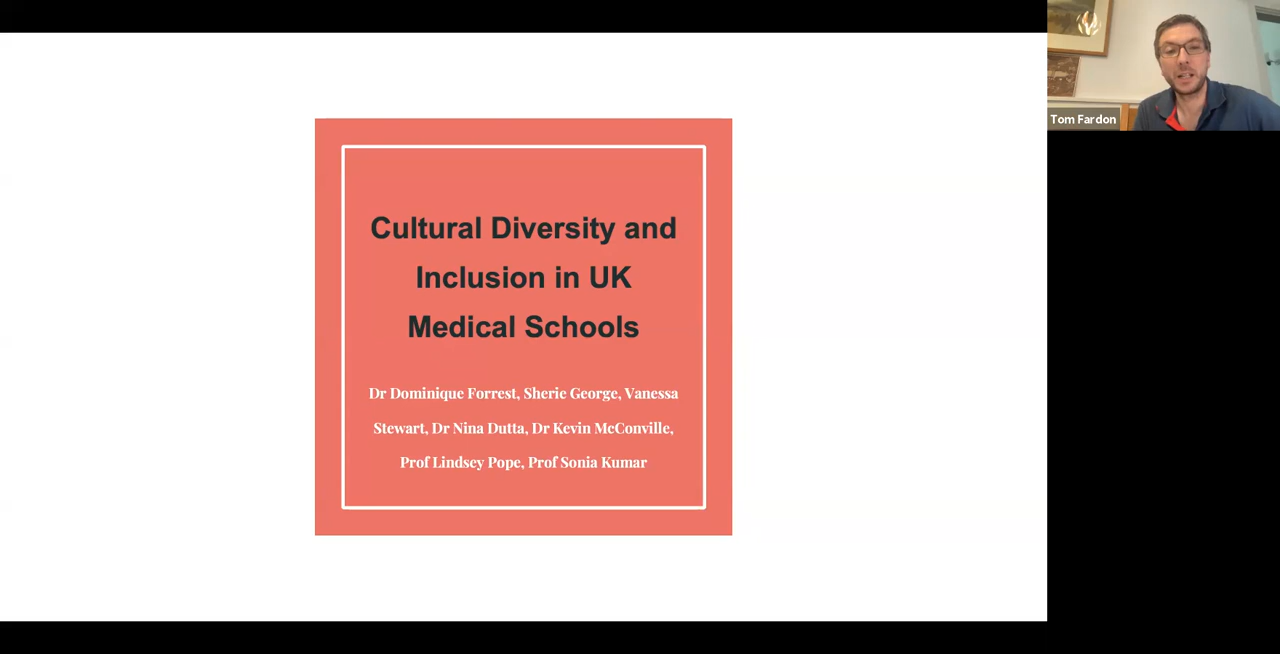 Cultural Diversity and
Inclusion in UK
Medical Schools
Dr Dominique Forrest, Sherie George, Vanessa
Stewart, Dr Nina Dutta, Dr Kevin McConville,
Prof Lindsey Pope, Prof Sonia Kumar
Tom Fardon